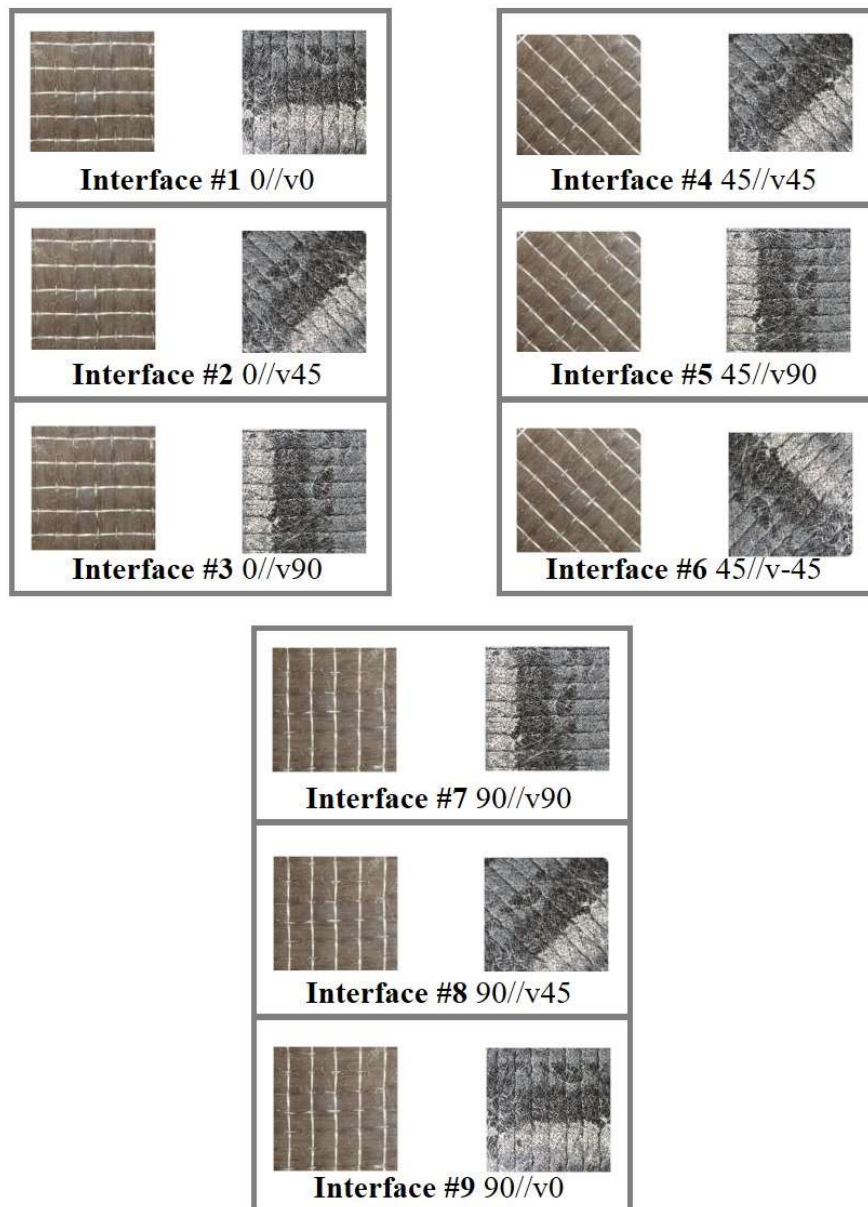 Interface #1 0//v0
Interface #2 0//v45
Interface #3 0//v90
Interface #4 45//v45
Interface #5 45//v90
Interface #6 45//v-45
Interface #7 90//v90
Interface #8 90//v45
Interface #9 90//v0